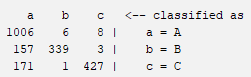 a b c <-- classified as
1006 6 8 | a = A
157 339 3 | b = B
171 1 427 | c = C